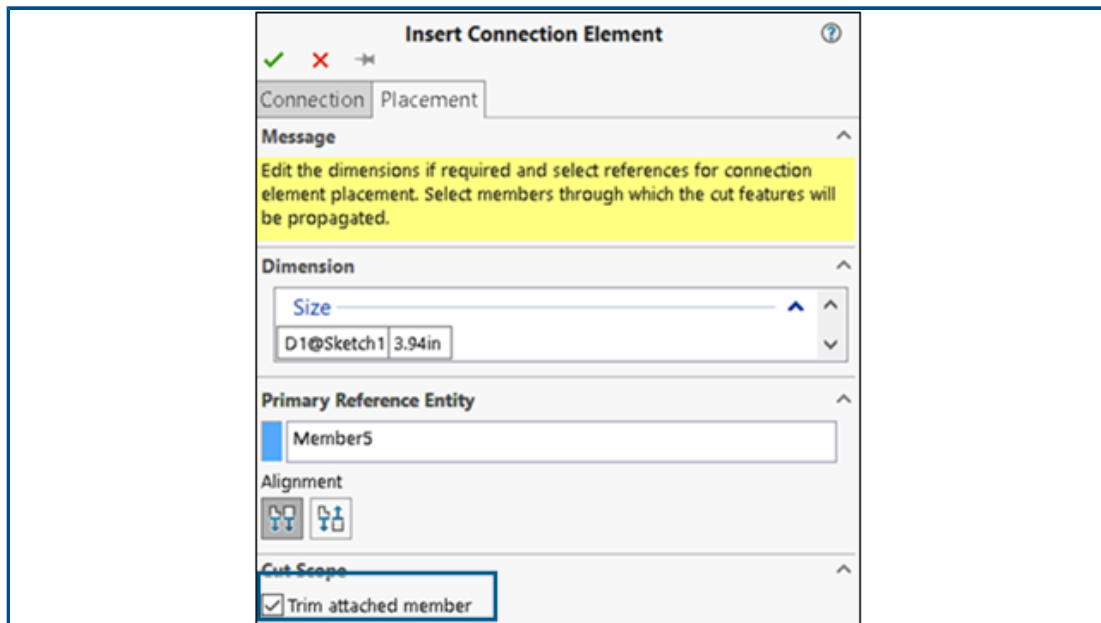 Insert Connection Element
Connection Placement
Message
Edit the dimensions if required and select references for connection
element placement. Select members through which the cut features will
be propagated.
Dimension
Size
D1@Sketch1 3.94in
Primary Reference Entity
Member5
Alignment
Cut Scope
Trim attached member